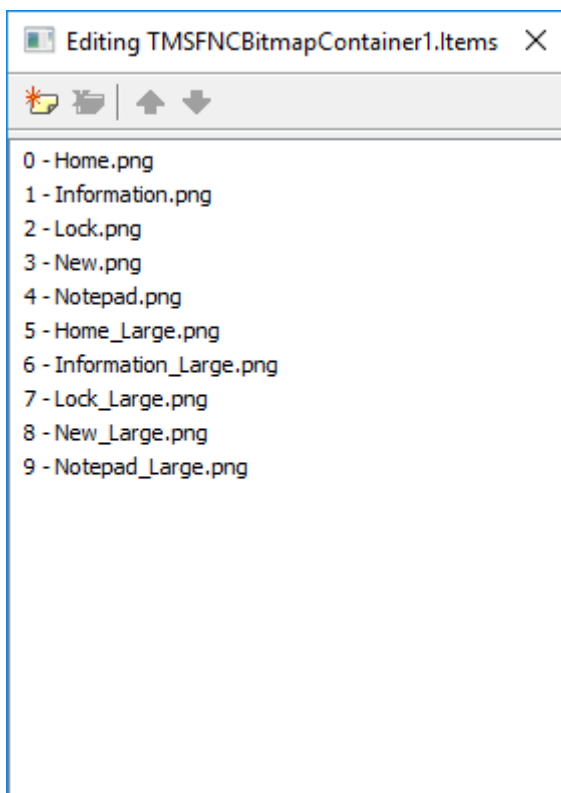 Editing TMSFNCBitmapContainer1.Items
0 - Home.png
1 - Information.png
2 - Lock.png
3 - New.png
4 - Notepad.png
5 - Home_Large.png
6 - Information_Large.png
7 - Lock_Large.png
8 - New_Large.png
9 - Notepad_Large.png